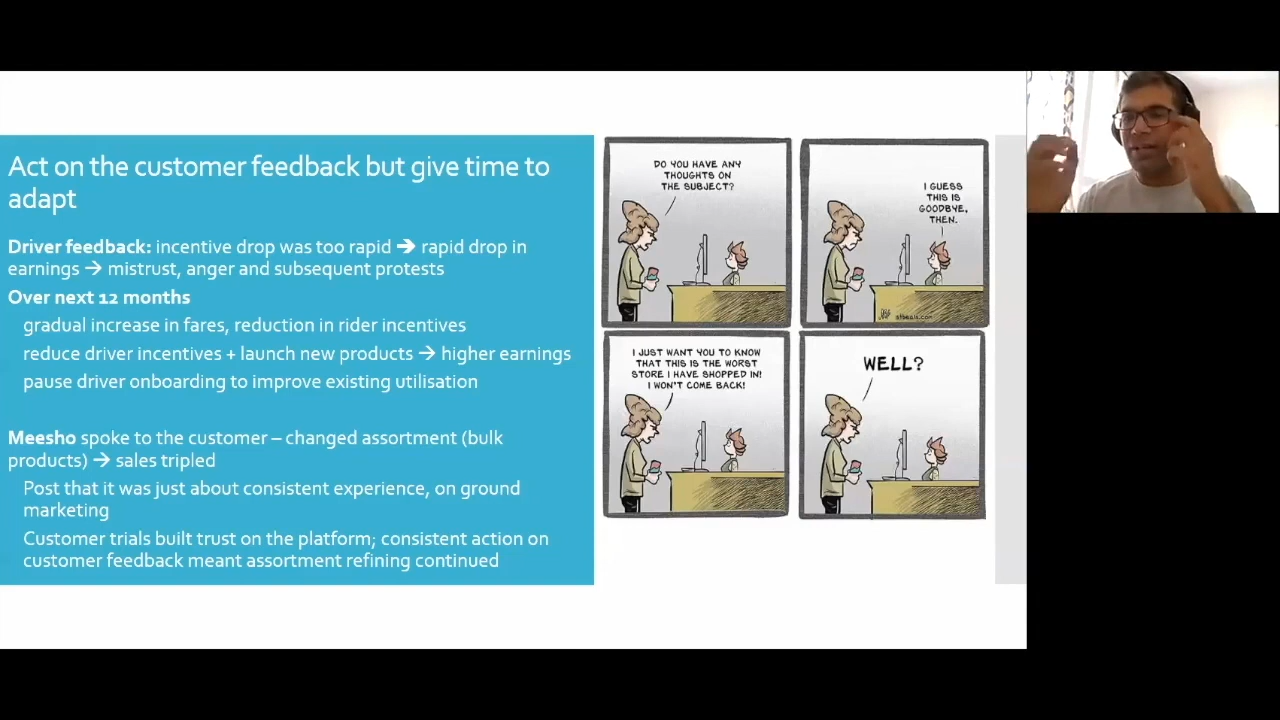 Act on the customer feedback but give time to
adapt
Driver feedback: incentive drop was too rapid → rapid drop in
earnings → mistrust, anger and subsequent protests
Over next 12 months
gradual increase in fares, reduction in rider incentives
reduce driver incentives + launch new products → higher earnings
pause driver onboarding to improve existing utilisation
Meesho spoke to the customer – changed assortment (bulk
products) → sales tripled
Post that it was just about consistent experience, on ground
marketing
Customer trials built trust on the platform; consistent action on
customer feedback meant assortment refining continued
DO YOU HAVE ANY
THOUGHTS ON
THE SUBJECT?
I GUESS
THIS IS
GOODBYE,
THEN.
I JUST WANT YOU TO KNOW
THAT THIS IS THE WORST
STORE I HAVE SHOPPED IN!
I WON'T COME BACK!
WELL?